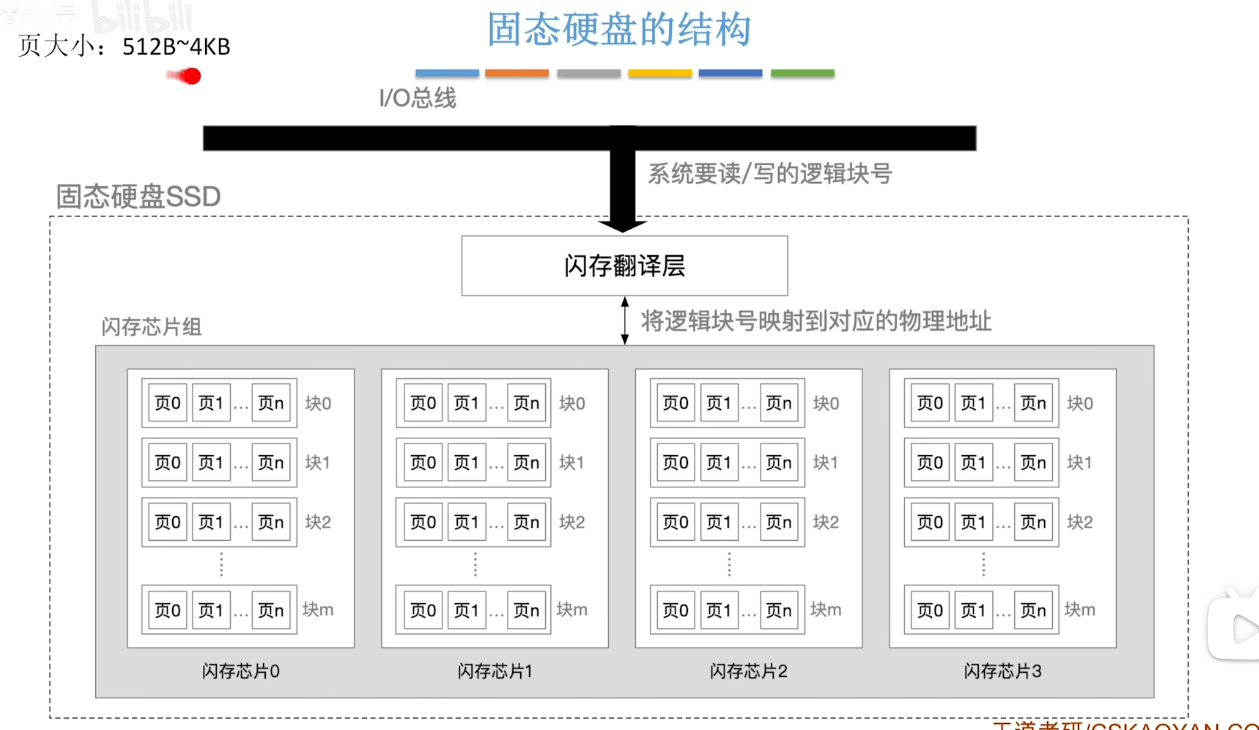 bilibili
页大小：512B~4KB
固态硬盘的结构
I/O总线
系统要读/写的逻辑块号
固态硬盘SSD
闪存翻译层
将逻辑块号映射到对应的物理地址
闪存芯片组
页0 页1 ... 页n 块0 页0 页1 ... 页n 块0 页0 页1 ... 页n 块0 页0 页1 ... 页n 块0
页0 页1 ... 页n 块1 页0 页1 ... 页n 块1 页0 页1 ... 页n 块1 页0 页1 ... 页n 块1
页0 页1 ... 页n 块2 页0 页1 ... 页n 块2 页0 页1 ... 页n 块2 页0 页1 ... 页n 块2
页0 页1 ... 页n 块m 页0 页1 ... 页n 块m 页0 页1 ... 页n 块m 页0 页1 ... 页n 块m
闪存芯片0 闪存芯片1 闪存芯片2 闪存芯片3
王道考研/CSKAOYAN.CO